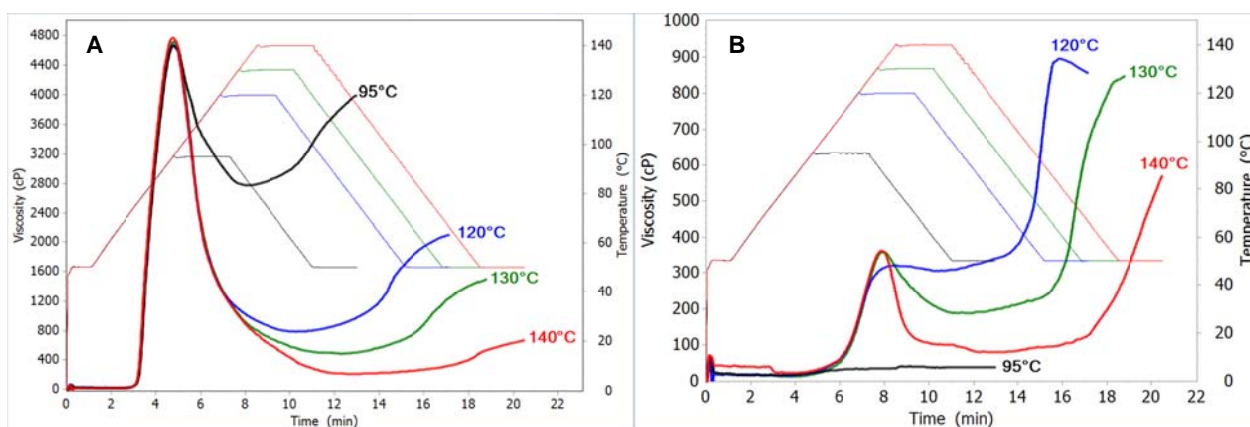 A
4800
4400
4000
3600
3200
2800
2400
2000
1600
1200
800
400
0
Viscosity (cP)
140
120
100
80
60
40
20
0
Temperature (°C)
0 2 4 6 8 10 12 14 16 18 20 22
Time (min)
95°C
120°C
130°C
140°C
B
1000
900
800
700
600
500
400
300
200
100
0
Viscosity (cP)
140
120
100
80
60
40
20
0
Temperature (°C)
0 2 4 6 8 10 12 14 16 18 20 22
Time (min)
120°C
130°C
140°C
95°C